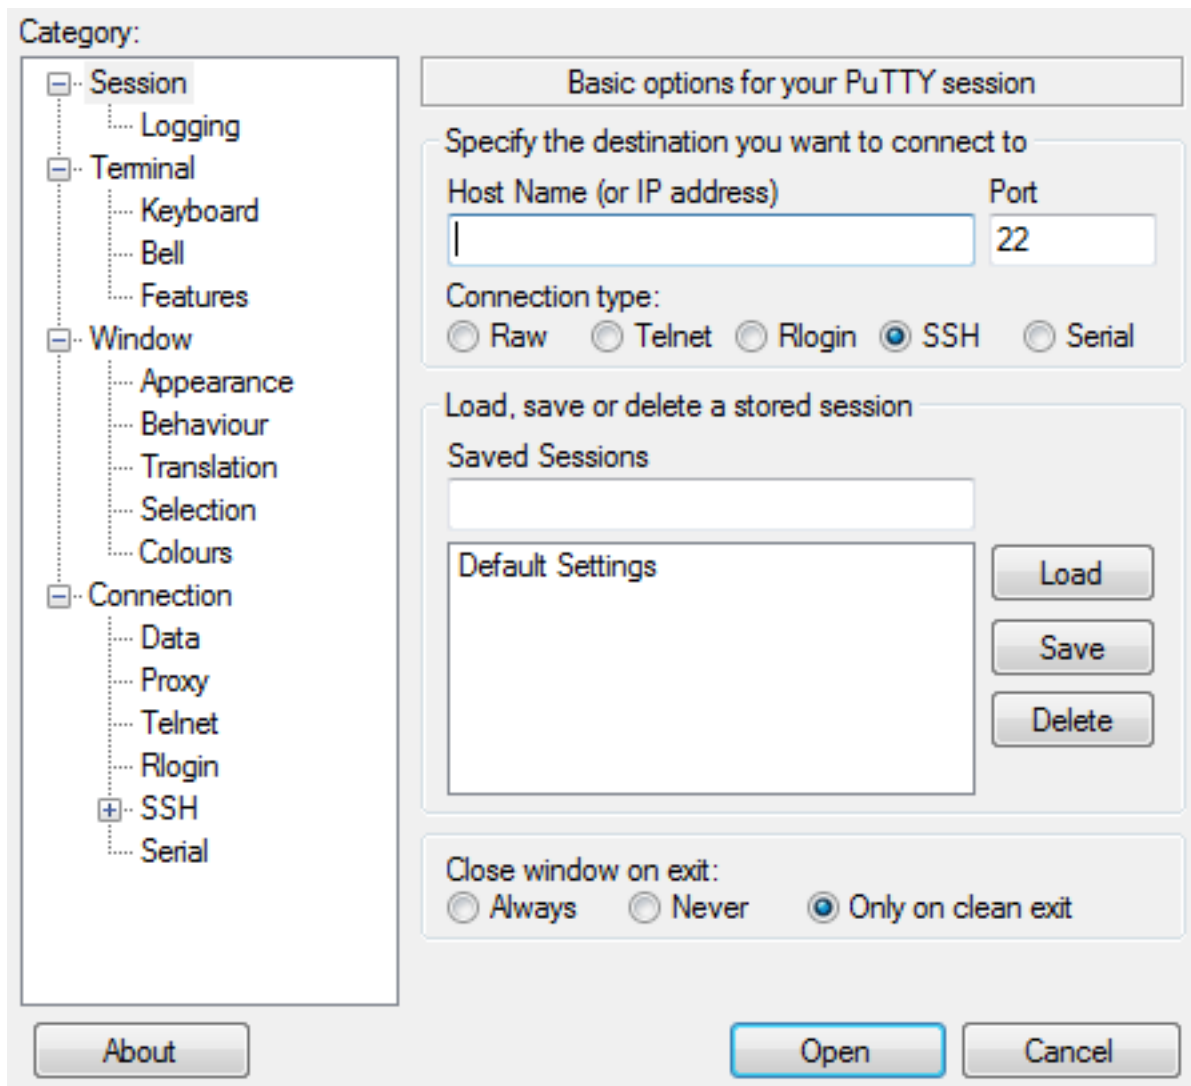 Category:
Session
Logging
Terminal
Keyboard
Bell
Features
Window
Appearance
Behaviour
Translation
Selection
Colours
Connection
Data
Proxy
Telnet
Rlogin
SSH
Serial
Basic options for your PuTTY session
Specify the destination you want to connect to
Host Name (or IP address) Port
22
Connection type:
Raw Telnet Rlogin SSH Serial
Load, save or delete a stored session
Saved Sessions
Default Settings
Load
Save
Delete
Close window on exit:
Always Never Only on clean exit
About Open Cancel